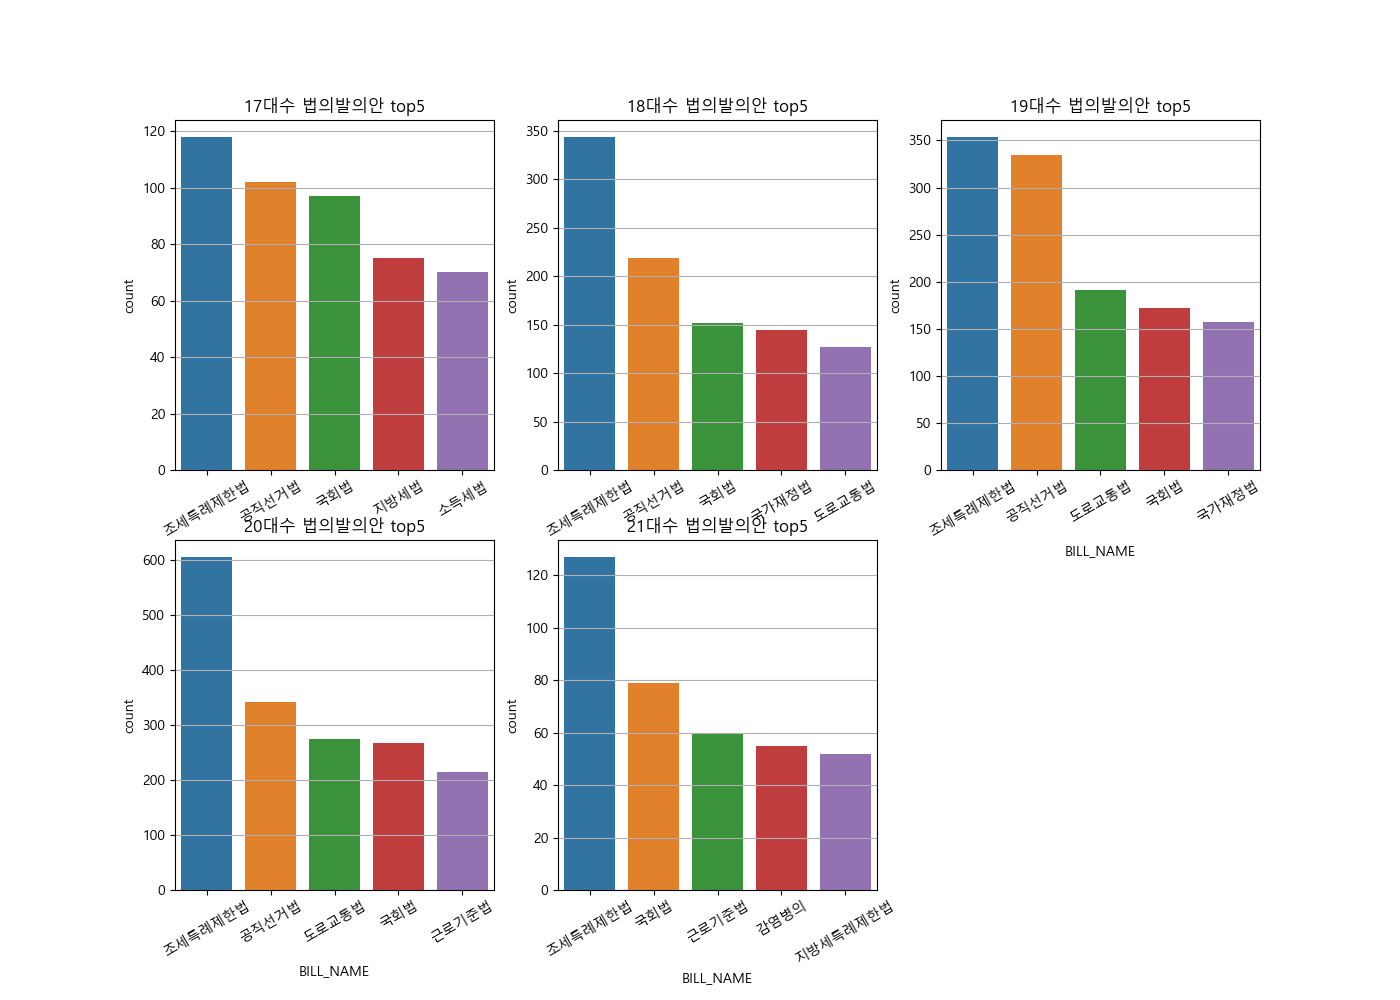 17대수 법의발의안 top5
count
120
100
80
60
40
20
0
조세특례제한법
공직선거법
국회법
지방세법
소득세법
18대수 법의발의안 top5
count
350
300
250
200
150
100
50
0
조세특례제한법
공직선거법
국회법
국가재정법
도로교통법
19대수 법의발의안 top5
count
350
300
250
200
150
100
50
0
조세특례제한법
공직선거법
도로교통법
국회법
국가재정법
BILL_NAME
20대수 법의발의안 top5
count
600
500
400
300
200
100
0
조세특례제한법
공직선거법
도로교통법
국회법
근로기준법
BILL_NAME
21대수 법의발의안 top5
count
120
100
80
60
40
20
0
조세특례제한법
국회법
근로기준법
감염병의
지방세특례제한법
BILL_NAME